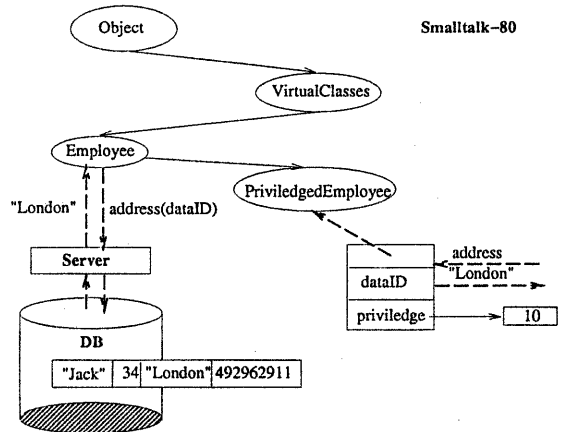 Object
Smalltalk-80
VirtualClasses
Employee
PriviledgedEmployee
"London"
address(dataID)
Server
address
"London"
dataID
priviledge
10
DB
"Jack" 34 "London" 492962911